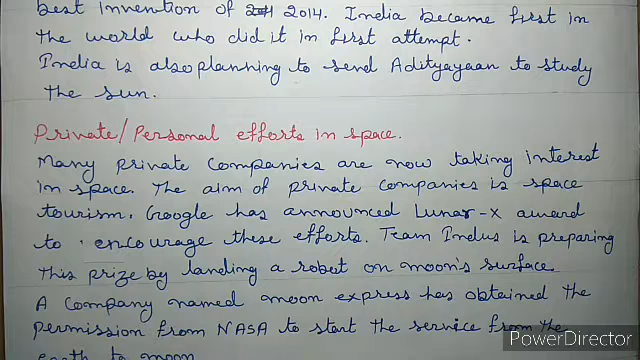 best invention of 2014. India became first in
the world who did it in first attempt.
India is also planning to send Adityayaan to study
the sun.
Private/Personal efforts in space.
Many private companies are now taking interest
in space. The aim of private companies is space
tourism. Google has announced Lunar-X award
to encourage these efforts. Team Indus is preparing
this prize by landing a robot on moon's surface.
A company named moon express has obtained the
permission from NASA to start the service from the
earth to moon
PowerDirector